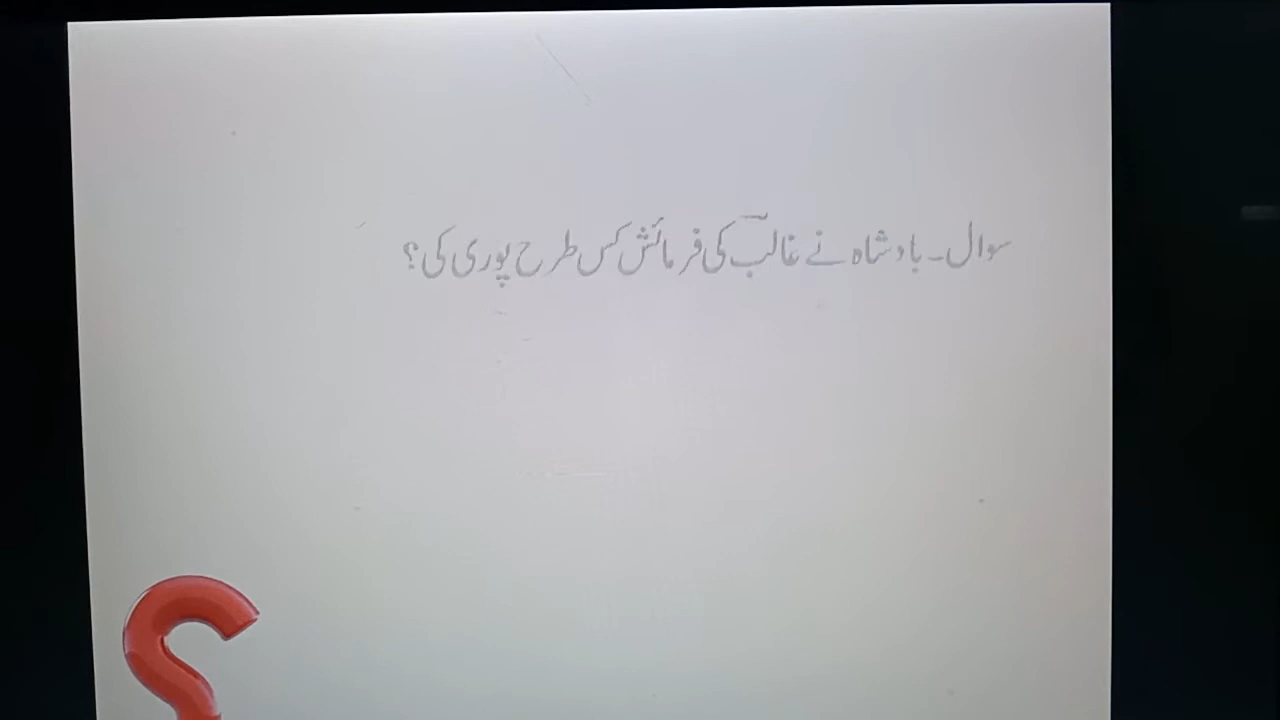 سوال۔ بادشاہ نے غالبؔ کی فرمائش کس طرح پوری کی؟
؟